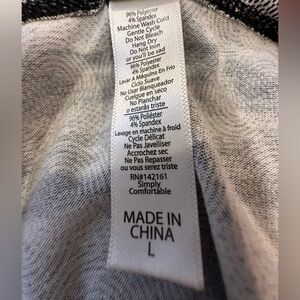 96% Polyester
4% Spandex
Machine Wash Cold
Gentle Cycle
Do Not Bleach
Hang Dry
Do Not Iron
or you'll be sad
96% Polyester
4% Spandex
Lavar A Máquina En Frío
Ciclo Suave
No Usar Blanqueador
Cuelgue en seco
No Planchar
o estarás triste
96% Poliéster
4% Spandex
Lavage en machine à froid
Cycle Délicat
Ne Pas Javelliser
Accrochez sec
Ne Pas Repasser
ou vous serez triste
RN#142161
Simply
Comfortable
MADE IN
CHINA
L